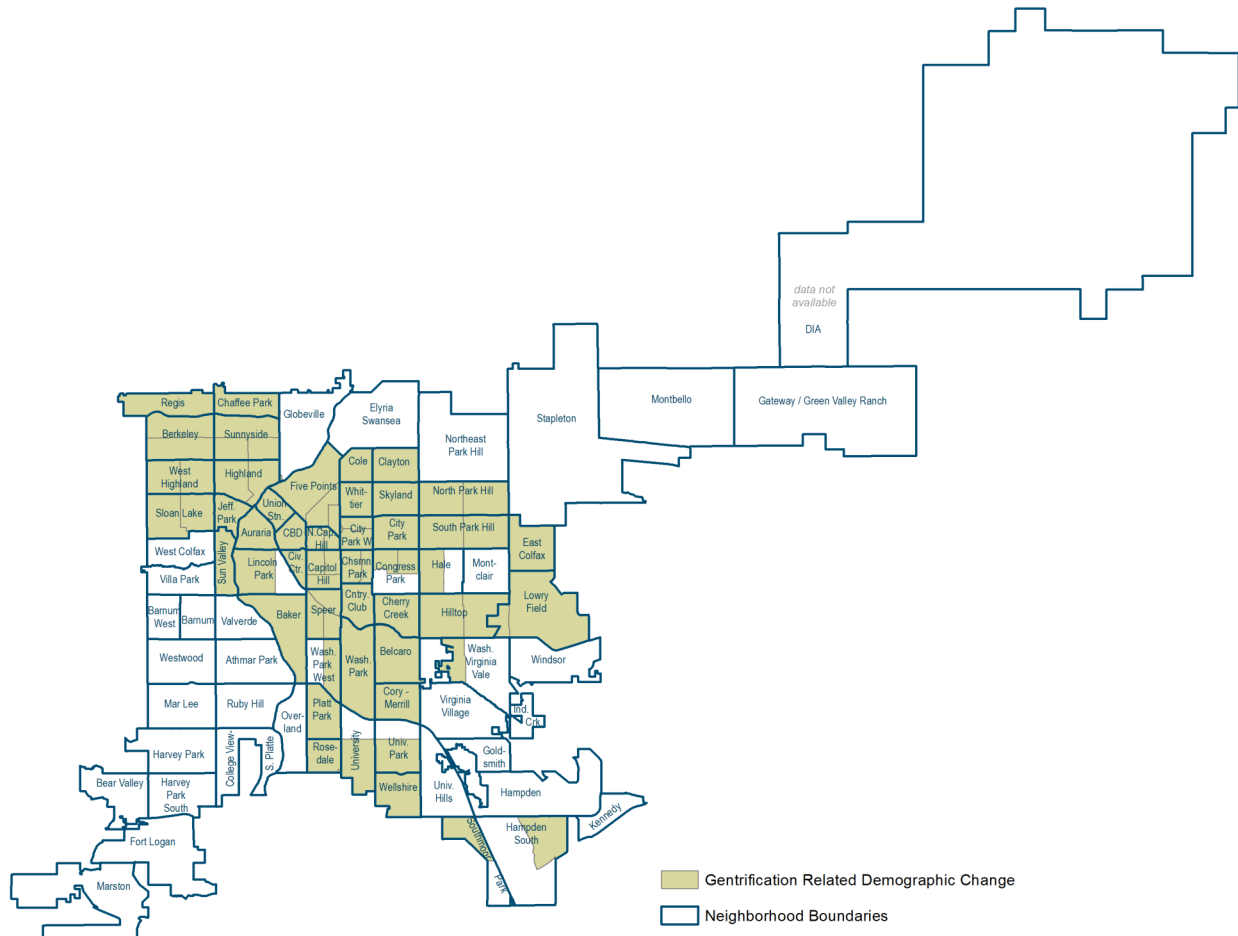 data not
available
DIA
Montbello
Gateway / Green Valley Ranch
Stapleton
Regis
Chaffee Park
Globeville
Elyria
Swansea
Northeast
Park Hill
Berkeley
Sunnyside
West
Highland
Highland
Five Points
Cole
Clayton
Sloan Lake
Jeff.
Park
Union
Stn.
Whit-
tier
Skyland
North Park Hill
Auraria
CBD
N.Cap.
Hill
City
Park W
City
Park
South Park Hill
East
Colfax
West Colfax
Sun Valley
Lincoln
Park
Civ.
Ctr.
Capitol
Hill
Chsmn
Park
Congress
Park
Hale
Mont-
clair
Villa Park
Lowry
Field
Barnum
West
Barnum
Valverde
Baker
Speer
Cntry.
Club
Cherry
Creek
Hilltop
Westwood
Athmar Park
Wash.
Park
West
Wash.
Park
Belcaro
Wash.
Virginia
Vale
Windsor
Mar Lee
Ruby Hill
Over-
land
Platt
Park
Cory -
Merrill
Virginia
Village
Ind.
Crk.
Harvey Park
College View-
S. Platte
Rose-
dale
University
Univ.
Park
Gold-
smith
Bear Valley
Harvey
Park
South
Wellshire
Univ.
Hills
Hampden
Kennedy
Fort Logan
Southmoor
Park
Hampden
South
Marston
Gentrification Related Demographic Change
Neighborhood Boundaries